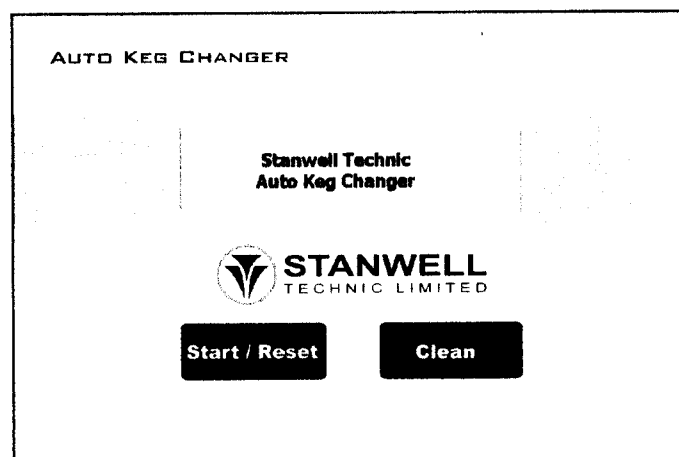 AUTO KEG CHANGER
Stanwell Technic
Auto Keg Changer
STANWELL
TECHNIC LIMITED
Start / Reset
Clean